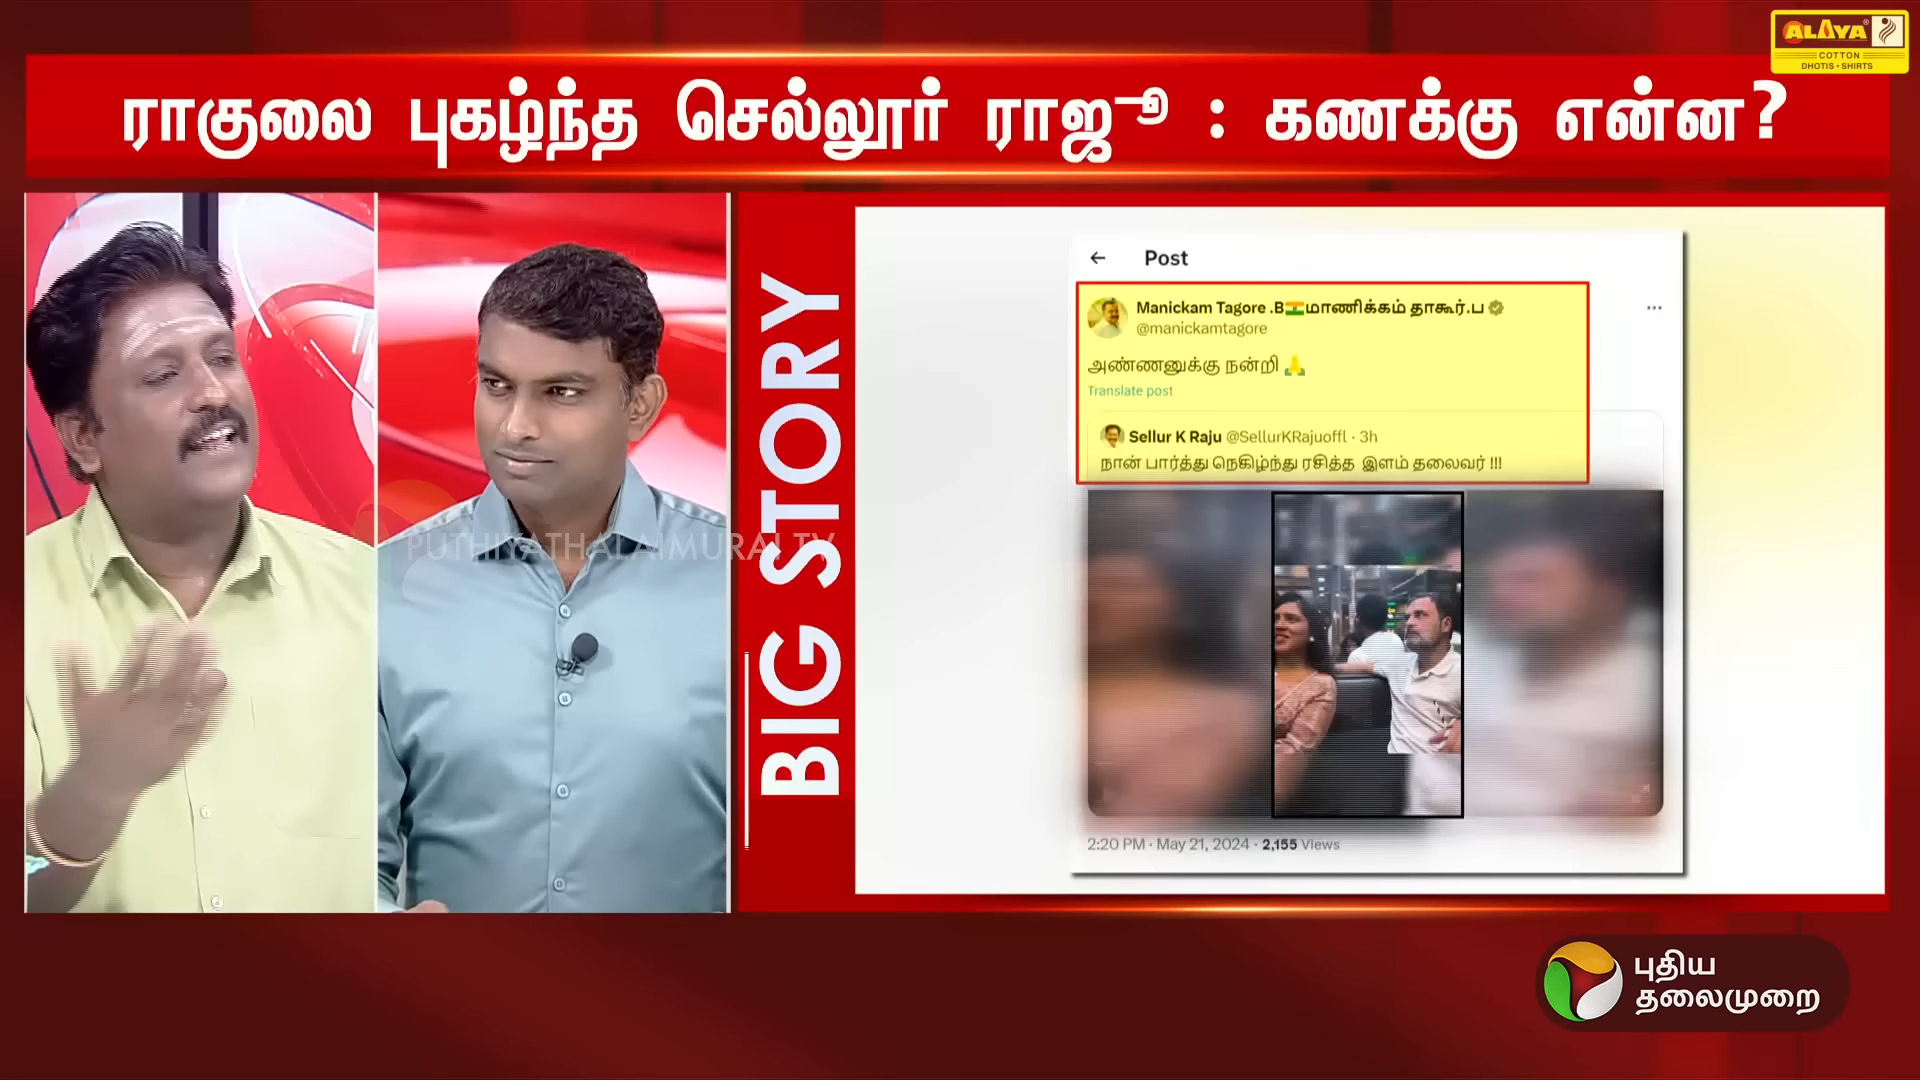 ALAYA
COTTON
DHOTIS • SHIRTS
ராகுலை புகழ்ந்த செல்லூர் ராஜூ : கணக்கு என்ன?
BIG STORY
← Post
Manickam Tagore .B🇮🇳மாணிக்கம் தாகூர்.ப
@manickamtagore
அண்ணனுக்கு நன்றி 🙏
Translate post
Sellur K Raju @SellurKRajuoffl · 3h
நான் பார்த்து நெகிழ்ந்து ரசித்த இளம் தலைவர் !!!
2:20 PM · May 21, 2024 · 2,155 Views
PUTHIYATHALAIMURAI TV
புதிய
தலைமுறை